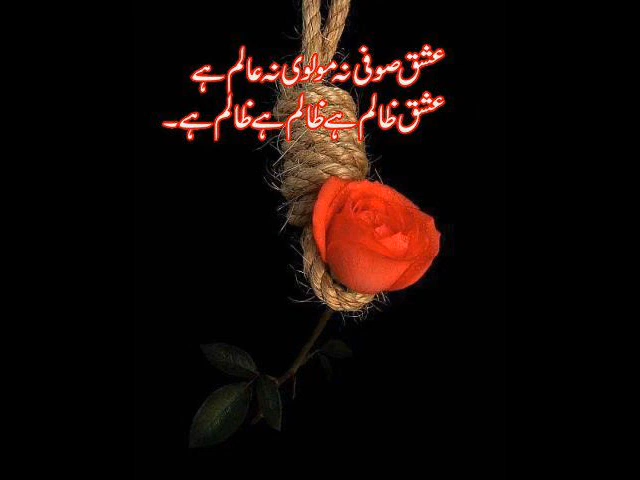 عشق صوفی نہ مولوی نہ عالم ہے
عشق ظالم ہے ظالم ہے ظالم ہے۔